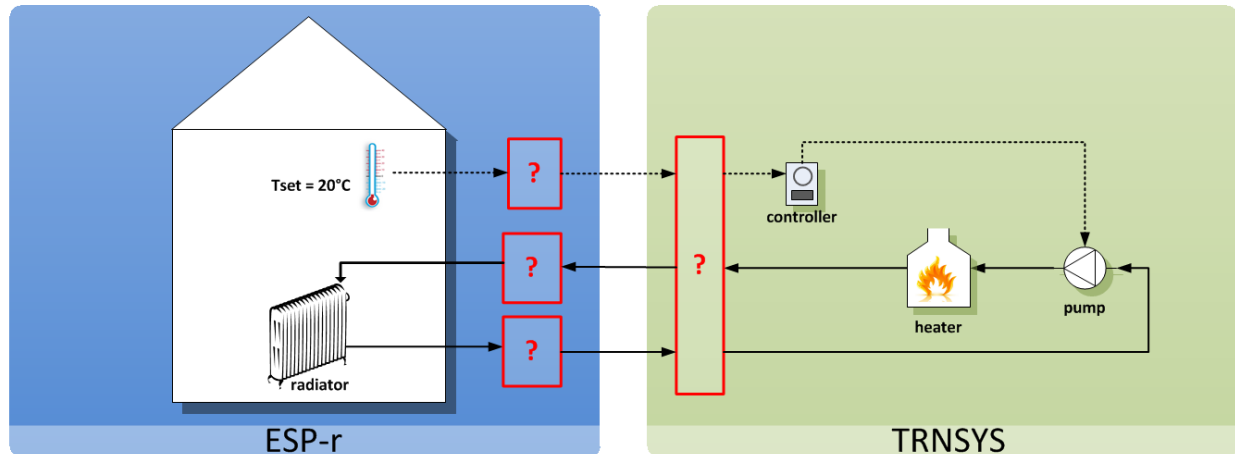 Tset = 20°C
?
?
controller
?
?
heater
pump
radiator
ESP-r
TRNSYS